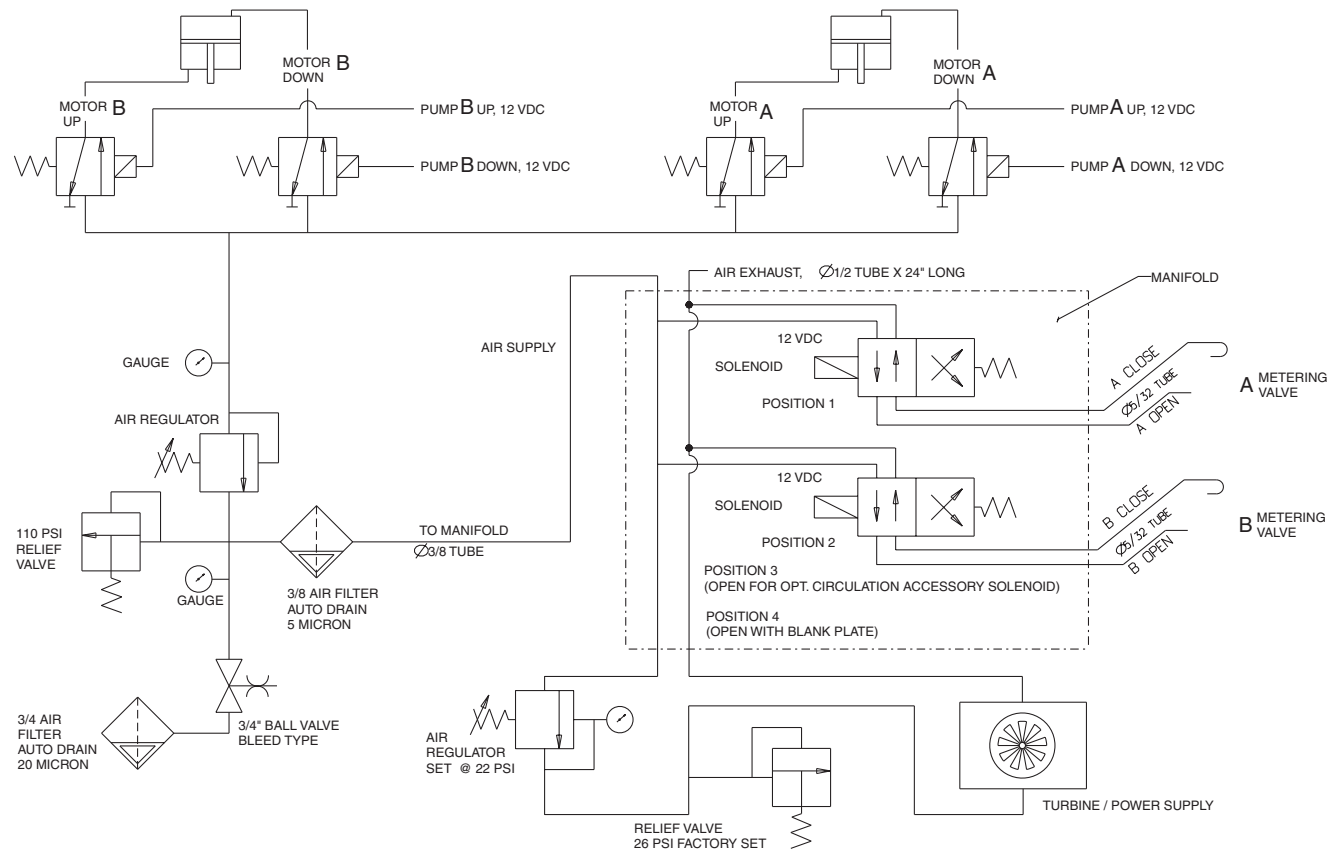 MOTOR B
DOWN
MOTOR B
UP
PUMP B UP, 12 VDC
PUMP B DOWN, 12 VDC
MOTOR A
DOWN
MOTOR A
UP
PUMP A UP, 12 VDC
PUMP A DOWN, 12 VDC
AIR EXHAUST, Ø1/2 TUBE X 24" LONG
MANIFOLD
GAUGE
AIR SUPPLY
12 VDC
SOLENOID
POSITION 1
A CLOSE
Ø5/32 TUBE
A OPEN
A METERING
VALVE
AIR REGULATOR
12 VDC
SOLENOID
POSITION 2
B CLOSE
Ø5/32 TUBE
B OPEN
B METERING
VALVE
110 PSI
RELIEF
VALVE
TO MANIFOLD
Ø3/8 TUBE
GAUGE
3/8 AIR FILTER
AUTO DRAIN
5 MICRON
POSITION 3
(OPEN FOR OPT. CIRCULATION ACCESSORY SOLENOID)
POSITION 4
(OPEN WITH BLANK PLATE)
3/4 AIR
FILTER
AUTO DRAIN
20 MICRON
3/4" BALL VALVE
BLEED TYPE
AIR
REGULATOR
SET @ 22 PSI
RELIEF VALVE
26 PSI FACTORY SET
TURBINE / POWER SUPPLY